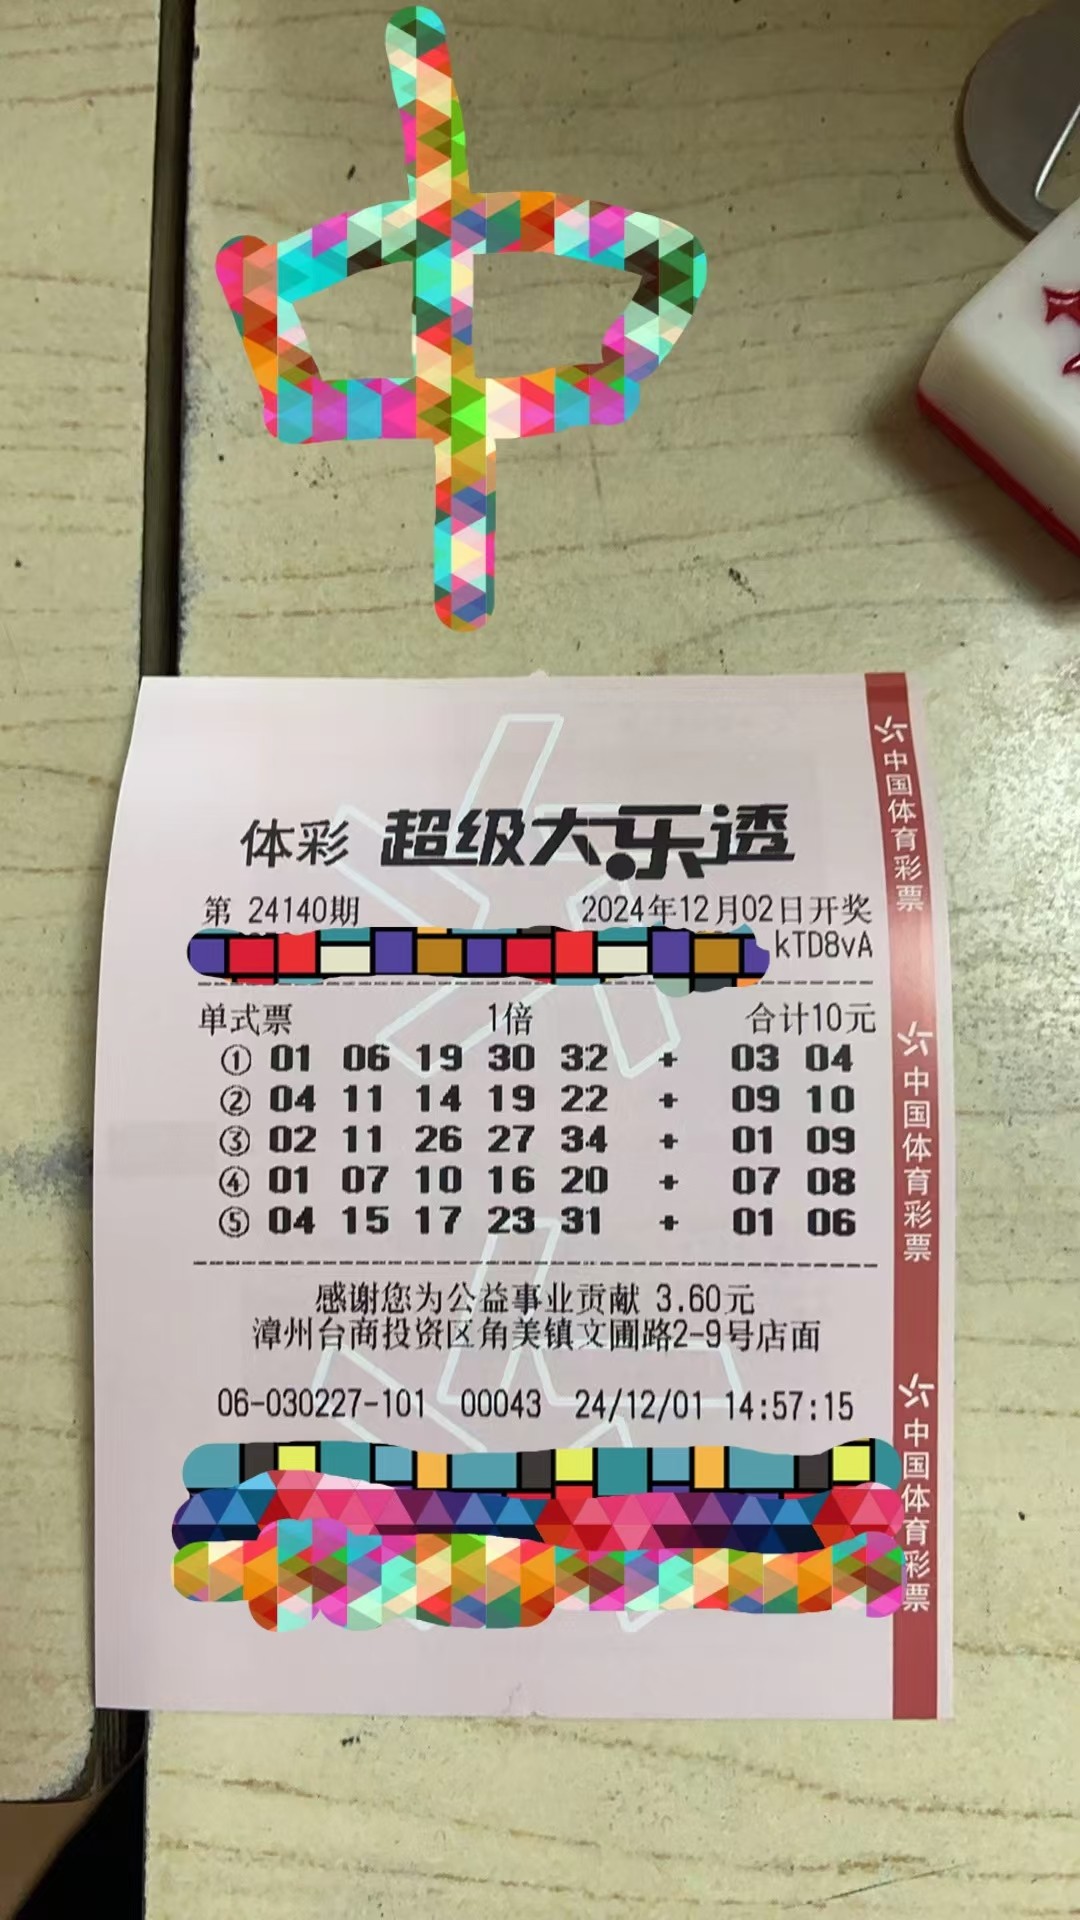 中
体彩 超级大乐透
第 24140期 2024年12月02日开奖
kTD8vA
单式票 1倍 合计10元
① 01 06 19 30 32 + 03 04
② 04 11 14 19 22 + 09 10
③ 02 11 26 27 34 + 01 09
④ 01 07 10 16 20 + 07 08
⑤ 04 15 17 23 31 + 01 06
感谢您为公益事业贡献 3.60元
漳州台商投资区角美镇文圃路2-9号店面
06-030227-101 00043 24/12/01 14:57:15
中国体育彩票
中国体育彩票
中国体育彩票